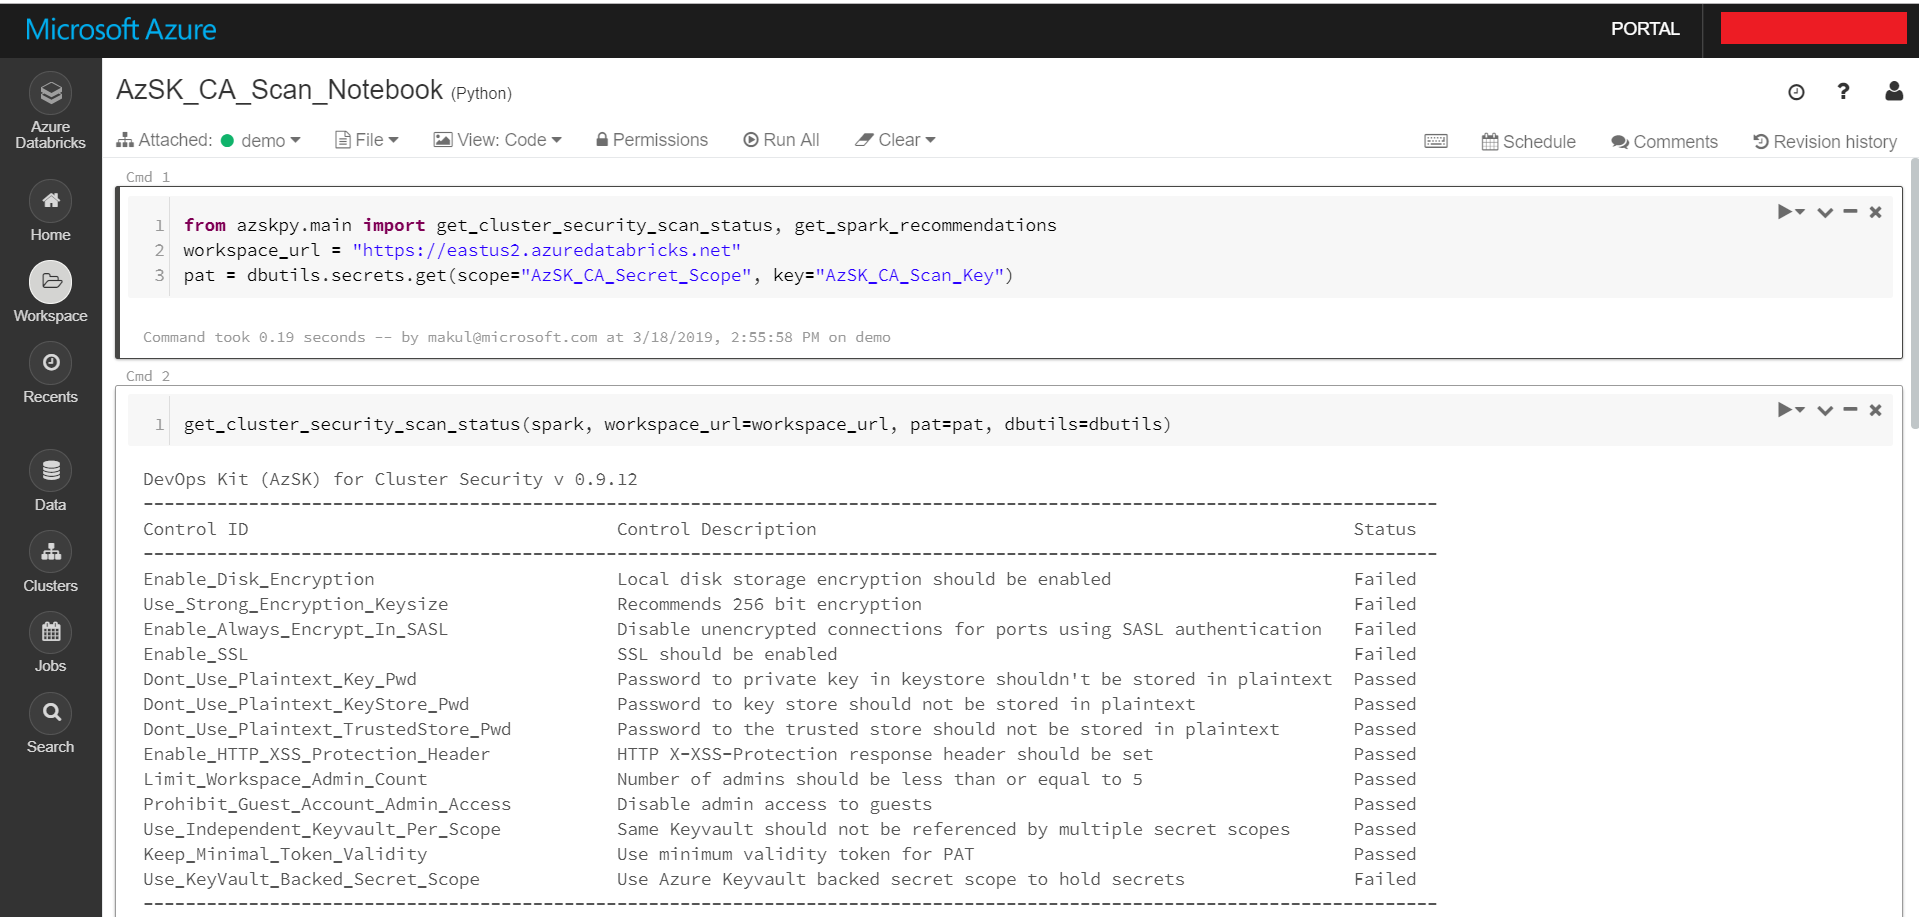 Microsoft Azure
PORTAL
Azure
Databricks
Home
Workspace
Recents
Data
Clusters
Jobs
Search
AzSK_CA_Scan_Notebook (Python)
?
Attached: demo File View: Code Permissions Run All Clear Schedule Comments Revision history
Cmd 1
1 from azskpy.main import get_cluster_security_scan_status, get_spark_recommendations
2 workspace_url = "https://eastus2.azuredatabricks.net"
3 pat = dbutils.secrets.get(scope="AzSK_CA_Secret_Scope", key="AzSK_CA_Scan_Key")
Command took 0.19 seconds -- by makul@microsoft.com at 3/18/2019, 2:55:58 PM on demo
Cmd 2
1 get_cluster_security_scan_status(spark, workspace_url=workspace_url, pat=pat, dbutils=dbutils)
DevOps Kit (AzSK) for Cluster Security v 0.9.12
Control ID Control Description Status
Enable_Disk_Encryption Local disk storage encryption should be enabled Failed
Use_Strong_Encryption_Keysize Recommends 256 bit encryption Failed
Enable_Always_Encrypt_In_SASL Disable unencrypted connections for ports using SASL authentication Failed
Enable_SSL SSL should be enabled Failed
Dont_Use_Plaintext_Key_Pwd Password to private key in keystore shouldn't be stored in plaintext Passed
Dont_Use_Plaintext_KeyStore_Pwd Password to key store should not be stored in plaintext Passed
Dont_Use_Plaintext_TrustedStore_Pwd Password to the trusted store should not be stored in plaintext Passed
Enable_HTTP_XSS_Protection_Header HTTP X-XSS-Protection response header should be set Passed
Limit_Workspace_Admin_Count Number of admins should be less than or equal to 5 Passed
Prohibit_Guest_Account_Admin_Access Disable admin access to guests Passed
Use_Independent_Keyvault_Per_Scope Same Keyvault should not be referenced by multiple secret scopes Passed
Keep_Minimal_Token_Validity Use minimum validity token for PAT Passed
Use_KeyVault_Backed_Secret_Scope Use Azure Keyvault backed secret scope to hold secrets Failed